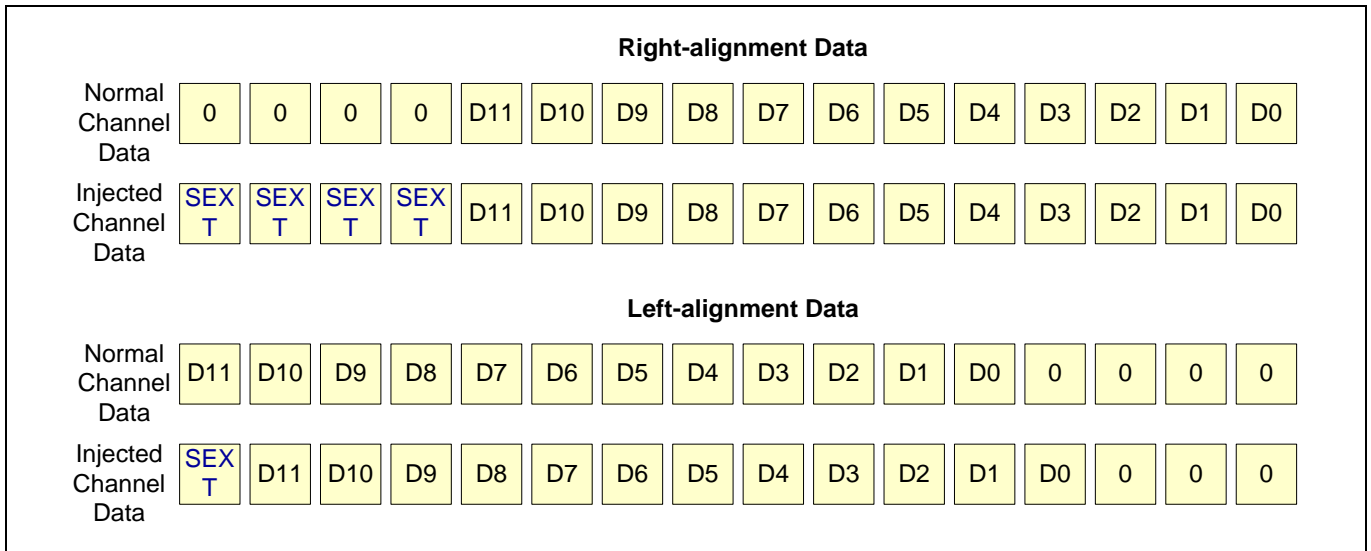 Right-alignment Data
Normal
Channel
Data
0 0 0 0 D11 D10 D9 D8 D7 D6 D5 D4 D3 D2 D1 D0
Injected
Channel
Data
SEX SEX SEX SEX
T T T T
D11 D10 D9 D8 D7 D6 D5 D4 D3 D2 D1 D0
Left-alignment Data
Normal
Channel
Data
D11 D10 D9 D8 D7 D6 D5 D4 D3 D2 D1 D0 0 0 0 0
Injected
Channel
Data
SEX
T
D11 D10 D9 D8 D7 D6 D5 D4 D3 D2 D1 D0 0 0 0